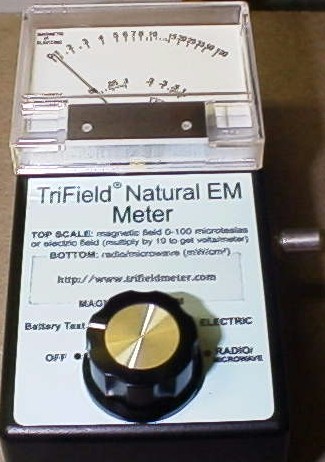 TriField® Natural EM
Meter
TOP SCALE: magnetic field 0-100 microteslas
or electric field (multiply by 10 to get volts/meter)
BOTTOM: radio/microwave (mW/cm²)
http://www.trifieldmeter.com
Battery Test
ELECTRIC
OFF
RADIO/
MICROWAVE